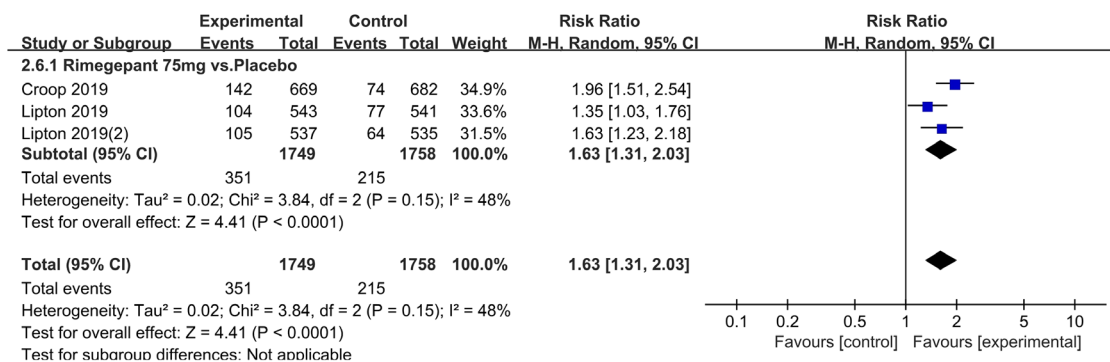 Experimental Control Risk Ratio Risk Ratio
Study or Subgroup Events Total Events Total Weight M-H, Random, 95% CI M-H, Random, 95% CI
2.6.1 Rimegepant 75mg vs.Placebo
Croop 2019 142 669 74 682 34.9% 1.96 [1.51, 2.54]
Lipton 2019 104 543 77 541 33.6% 1.35 [1.03, 1.76]
Lipton 2019(2) 105 537 64 535 31.5% 1.63 [1.23, 2.18]
Subtotal (95% CI) 1749 1758 100.0% 1.63 [1.31, 2.03]
Total events 351 215
Heterogeneity: Tau² = 0.02; Chi² = 3.84, df = 2 (P = 0.15); I² = 48%
Test for overall effect: Z = 4.41 (P < 0.0001)
Total (95% CI) 1749 1758 100.0% 1.63 [1.31, 2.03]
Total events 351 215
Heterogeneity: Tau² = 0.02; Chi² = 3.84, df = 2 (P = 0.15); I² = 48%
Test for overall effect: Z = 4.41 (P < 0.0001)
Test for subgroup differences: Not applicable
0.1 0.2 0.5 1 2 5 10
Favours [control] Favours [experimental]